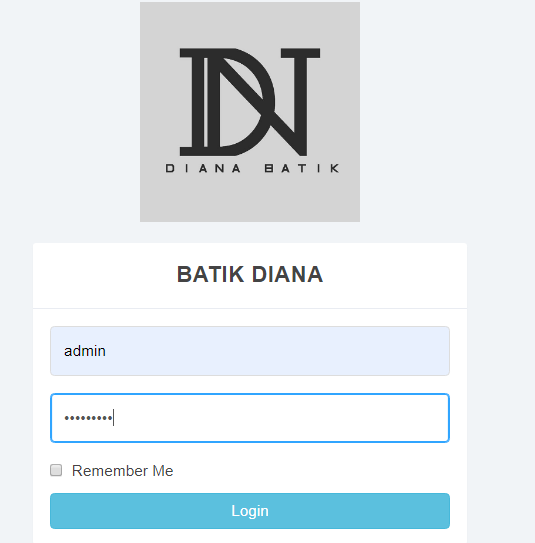 DN
DIANA BATIK
BATIK DIANA
admin
•••••••••
Remember Me
Login